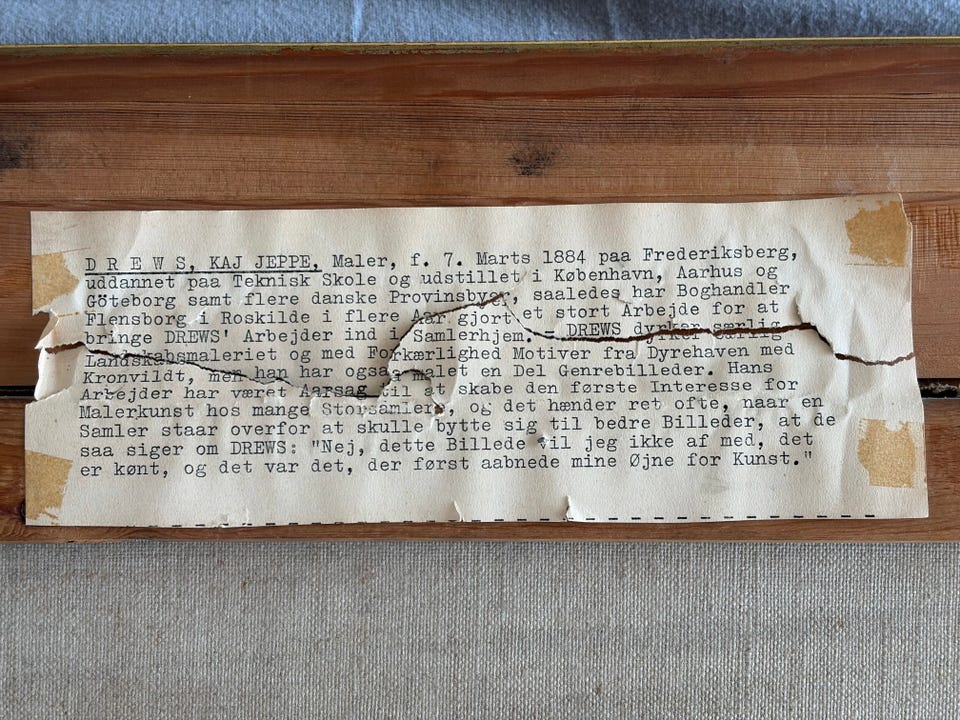 D R E W S, KAJ JEPPE, Maler, f. 7. Marts 1884 paa Frederiksberg,
uddannet paa Teknisk Skole og udstillet i København, Aarhus og
Göteborg samt flere danske Provinsbyer, saaledes har Boghandler
Flensborg i Roskilde i flere Aar gjort et stort Arbejde for at
bringe DREWS' Arbejder ind i Samlerhjem. - DREWS dyrker særlig
Landskabsmaleriet og med Forkærlighed Motiver fra Dyrehaven med
Kronvildt, men han har ogsaa malet en Del Genrebilleder. Hans
Arbejder har været Aarsag til at skabe den første Interesse for
Malerkunst hos mange Storsamlere, og det hænder ret ofte, naar en
Samler staar overfor at skulle bytte sig til bedre Billeder, at de
saa siger om DREWS: "Nej, dette Billede vil jeg ikke af med, det
er kønt, og det var det, der først aabnede mine Øjne for Kunst."